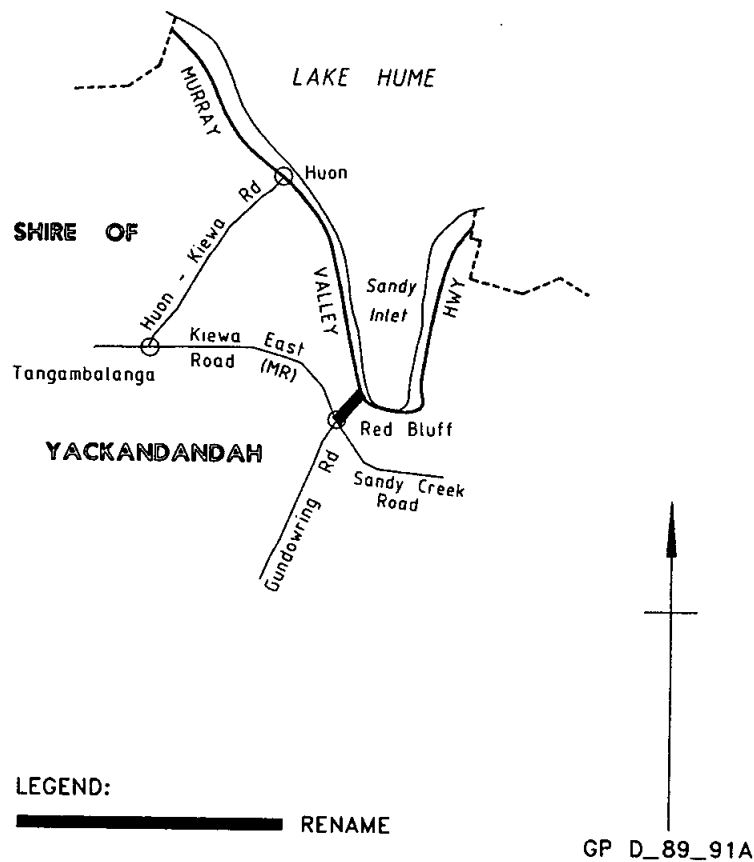 LAKE HUME
MURRAY
Huon
Huon - Kiewa Rd
SHIRE OF
VALLEY
Sandy
Inlet
HWY
Kiewa East
Road (MR)
Tangambalanga
Red Bluff
YACKANDANDAH
Gundowring Rd
Sandy Creek
Road
LEGEND:
RENAME
GP D_89_91A